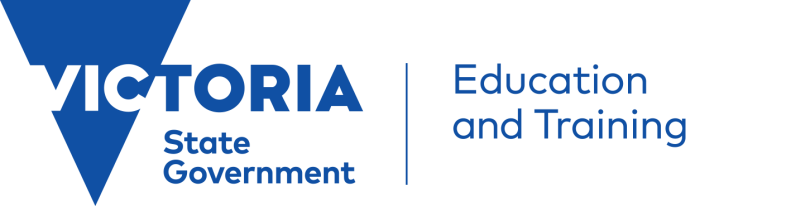 VICTORIA
State
Government
Education
and Training